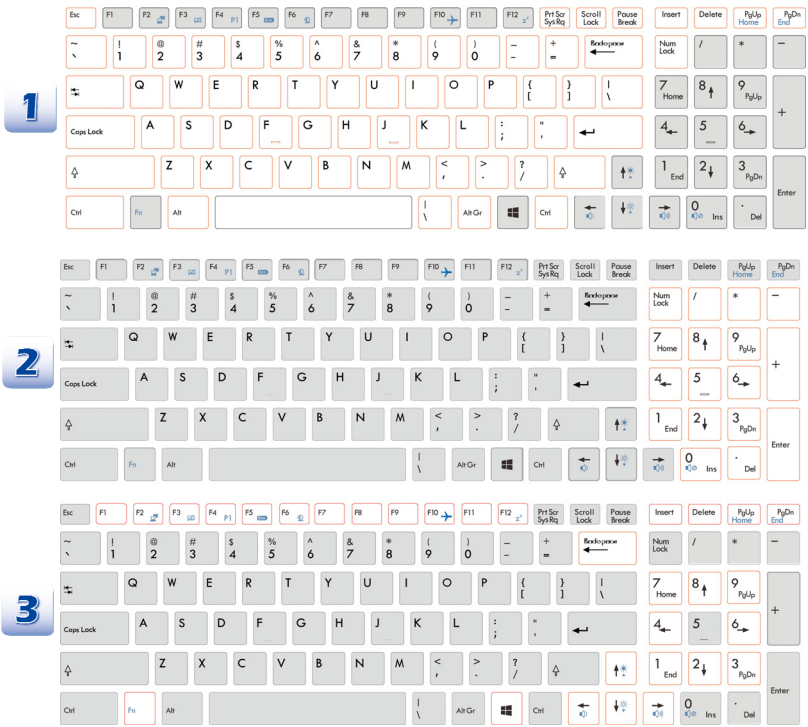 Esc F1 F2 F3 F4 P1 F5 F6 F7 F8 F9 F10 F11 F12 zz Prt Scr Sys Rq Scroll Lock Pause Break Insert Delete PgUp Home PgDn End
~ ` ! 1 @ 2 # 3 $ 4 % 5 ^ 6 & 7 * 8 ( 9 ) 0 _ - + = Backspace Num Lock / * -
Q W E R T Y U I O P { [ } ] | \ 7 Home 8 9 PgUp +
1
Caps Lock A S D F G H J K L : ; " ' 4 5 6
Z X C V B N M < , > . ? / 1 End 2 3 PgDn Enter
Ctrl Fn Alt | \ Alt Gr Ctrl 0 Ins . Del
Esc F1 F2 F3 F4 P1 F5 F6 F7 F8 F9 F10 F11 F12 zz Prt Scr Sys Rq Scroll Lock Pause Break Insert Delete PgUp Home PgDn End
~ ` ! 1 @ 2 # 3 $ 4 % 5 ^ 6 & 7 * 8 ( 9 ) 0 _ - + = Backspace Num Lock / * -
Q W E R T Y U I O P { [ } ] | \ 7 Home 8 9 PgUp +
2
Caps Lock A S D F G H J K L : ; " ' 4 5 6
Z X C V B N M < , > . ? / 1 End 2 3 PgDn Enter
Ctrl Fn Alt | \ Alt Gr Ctrl 0 Ins . Del
Esc F1 F2 F3 F4 P1 F5 F6 F7 F8 F9 F10 F11 F12 zz Prt Scr Sys Rq Scroll Lock Pause Break Insert Delete PgUp Home PgDn End
~ ` ! 1 @ 2 # 3 $ 4 % 5 ^ 6 & 7 * 8 ( 9 ) 0 _ - + = Backspace Num Lock / * -
Q W E R T Y U I O P { [ } ] | \ 7 Home 8 9 PgUp +
3
Caps Lock A S D F G H J K L : ; " ' 4 5 6
Z X C V B N M < , > . ? / 1 End 2 3 PgDn Enter
Ctrl Fn Alt | \ Alt Gr Ctrl 0 Ins . Del